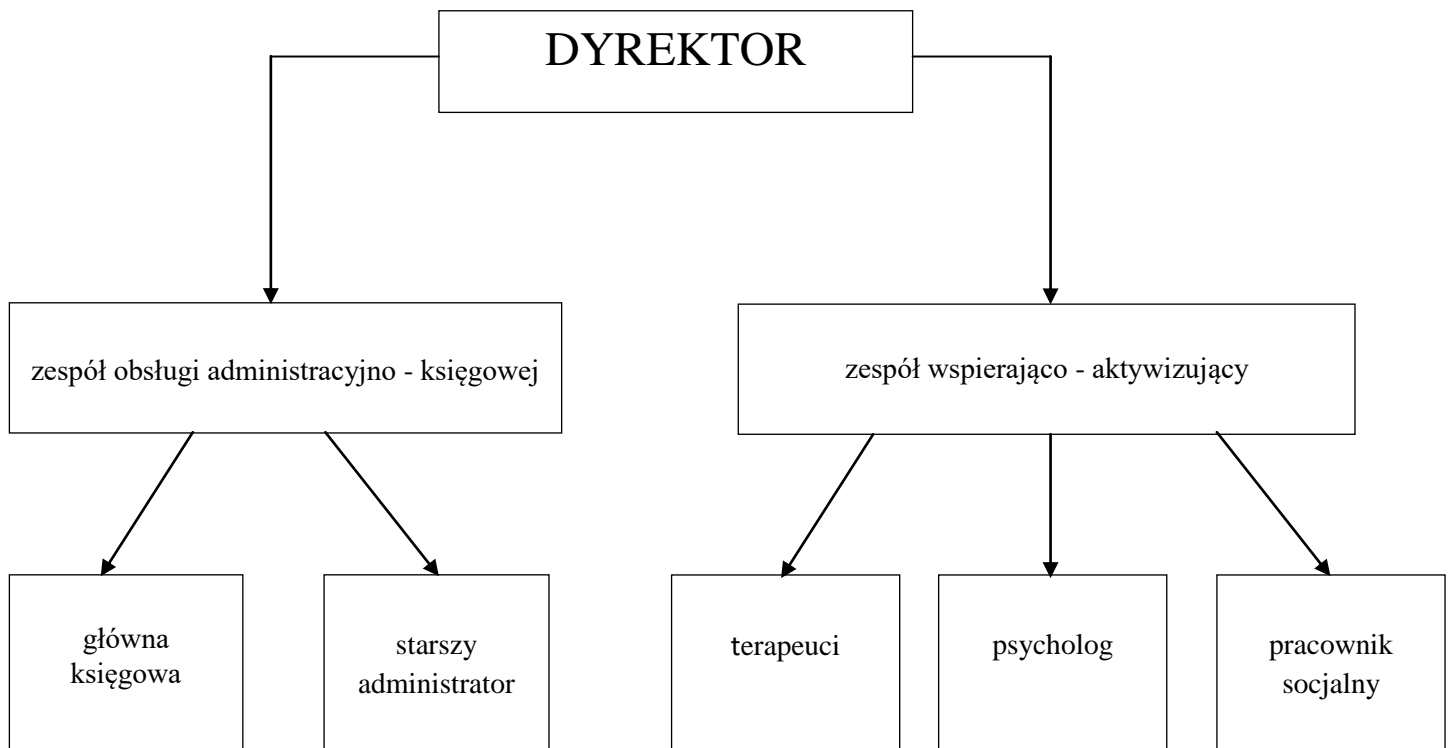 DYREKTOR
zespół obsługi administracyjno - księgowej
zespół wspierająco - aktywizujący
główna
księgowa
starszy
administrator
terapeuci
psycholog
pracownik
socjalny